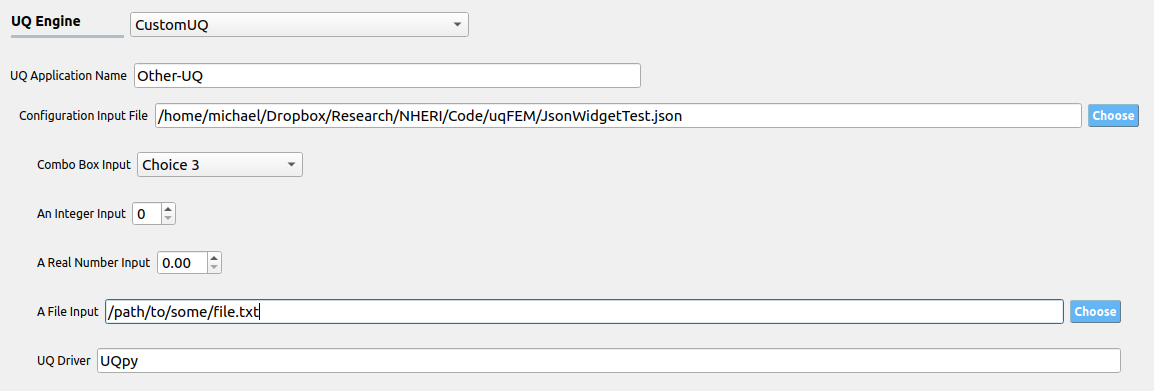 UQ Engine CustomUQ
UQ Application Name Other-UQ
Configuration Input File /home/michael/Dropbox/Research/NHERI/Code/uqFEM/JsonWidgetTest.json Choose
Combo Box Input Choice 3
An Integer Input 0
A Real Number Input 0.00
A File Input /path/to/some/file.txt Choose
UQ Driver UQpy